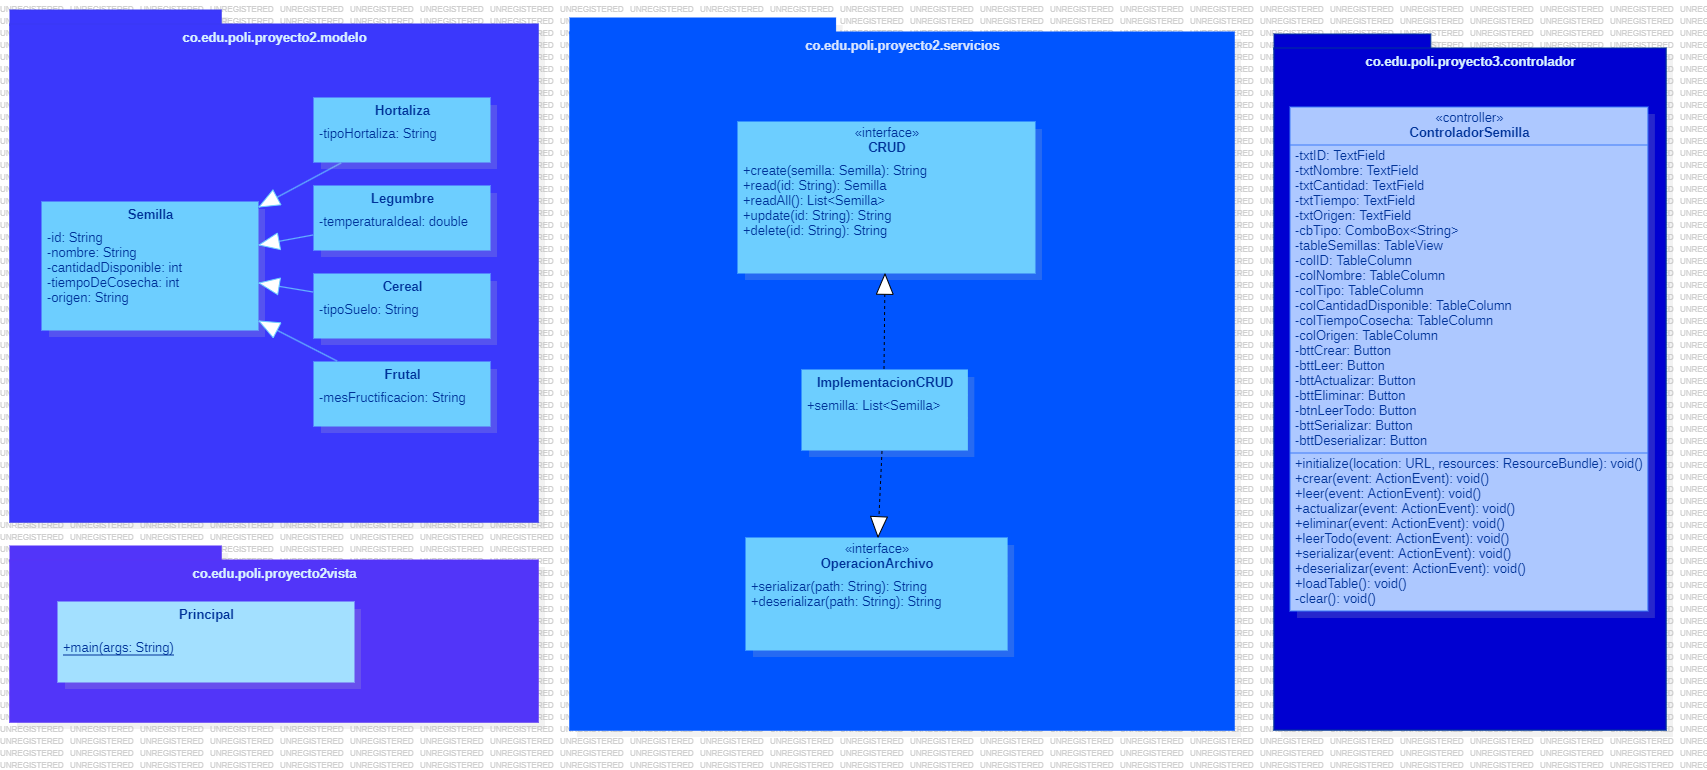 co.edu.poli.proyecto2.modelo
Hortaliza
-tipoHortaliza: String
Legumbre
-temperaturaIdeal: double
Semilla
-id: String
-nombre: String
-cantidadDisponible: int
-tiempoDeCosecha: int
-origen: String
Cereal
-tipoSuelo: String
Frutal
-mesFructificacion: String
co.edu.poli.proyecto2vista
Principal
+main(args: String)
co.edu.poli.proyecto2.servicios
«interface»
CRUD
+create(semilla: Semilla): String
+read(id: String): Semilla
+readAll(): List<Semilla>
+update(id: String): String
+delete(id: String): String
ImplementacionCRUD
+semilla: List<Semilla>
«interface»
OperacionArchivo
+serializar(path: String): String
+deserializar(path: String): String
co.edu.poli.proyecto3.controlador
«controller»
ControladorSemilla
-txtID: TextField
-txtNombre: TextField
-txtCantidad: TextField
-txtTiempo: TextField
-txtOrigen: TextField
-cbTipo: ComboBox<String>
-tableSemillas: TableView
-colID: TableColumn
-colNombre: TableColumn
-colTipo: TableColumn
-colCantidadDisponible: TableColumn
-colTiempoCosecha: TableColumn
-colOrigen: TableColumn
-bttCrear: Button
-bttLeer: Button
-bttActualizar: Button
-bttEliminar: Button
-btnLeerTodo: Button
-bttSerializar: Button
-bttDeserializar: Button
+initialize(location: URL, resources: ResourceBundle): void()
+crear(event: ActionEvent): void()
+leer(event: ActionEvent): void()
+actualizar(event: ActionEvent): void()
+eliminar(event: ActionEvent): void()
+leerTodo(event: ActionEvent): void()
+serializar(event: ActionEvent): void()
+deserializar(event: ActionEvent): void()
+loadTable(): void()
-clear(): void()
UNREGISTERED